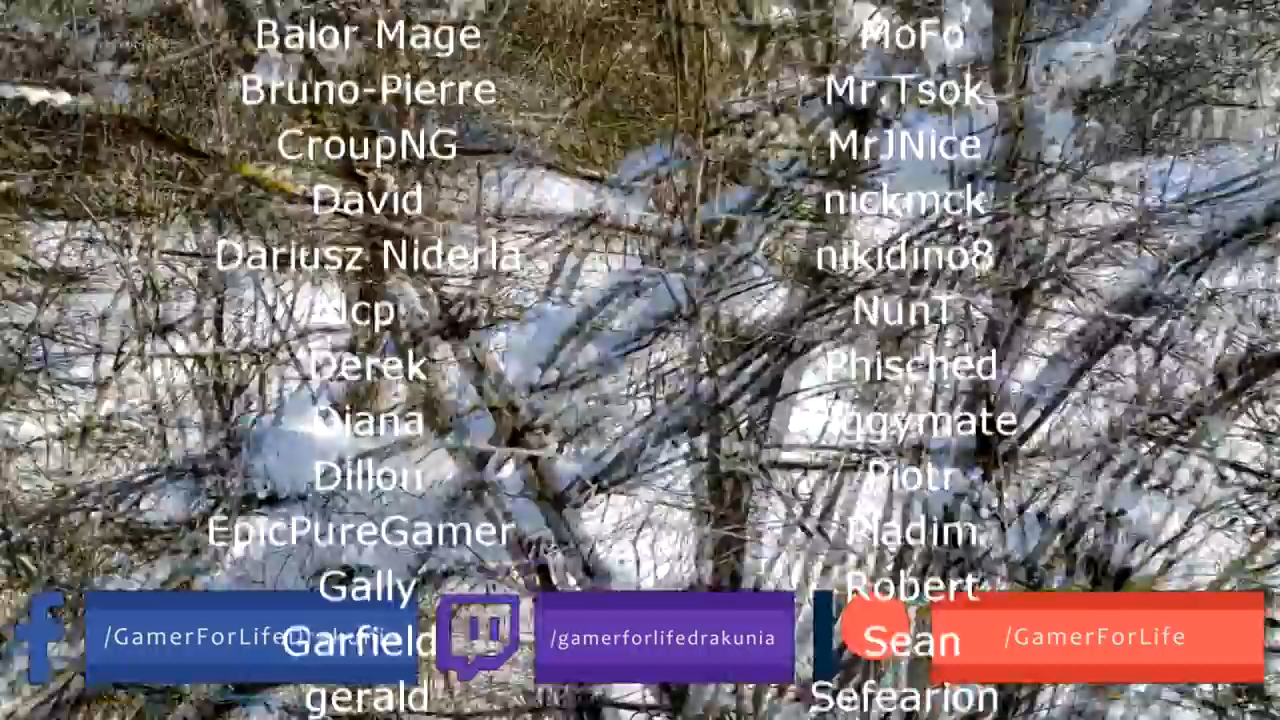 Balor Mage
Bruno-Pierre
CroupNG
David
Dariusz Niderla
Derek
Diana
Dillon
EpicPureGamer
Gally
Garfield
gerald
MoFo
Mr.Tsok
MrJNice
nickmck
nikidino8
NunT
Phisched
Piotr
Robert
Sean
Sefearion
/gamerforlifedrakunia
/GamerForLife